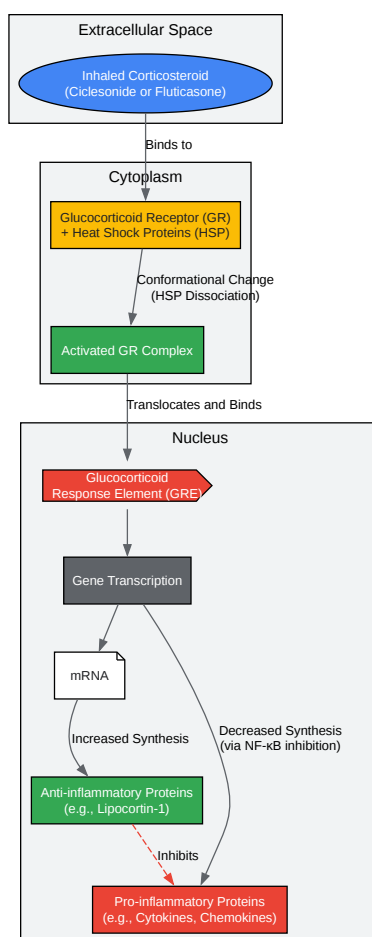 Extracellular Space
Inhaled Corticosteroid
(Ciclesonide or Fluticasone)
Binds to
Cytoplasm
Glucocorticoid Receptor (GR)
+ Heat Shock Proteins (HSP)
Conformational Change
(HSP Dissociation)
Activated GR Complex
Translocates and Binds
Nucleus
Glucocorticoid
Response Element (GRE)
Gene Transcription
mRNA
Increased Synthesis
Decreased Synthesis
(via NF-κB inhibition)
Anti-inflammatory Proteins
(e.g., Lipocortin-1)
Inhibits
Pro-inflammatory Proteins
(e.g., Cytokines, Chemokines)